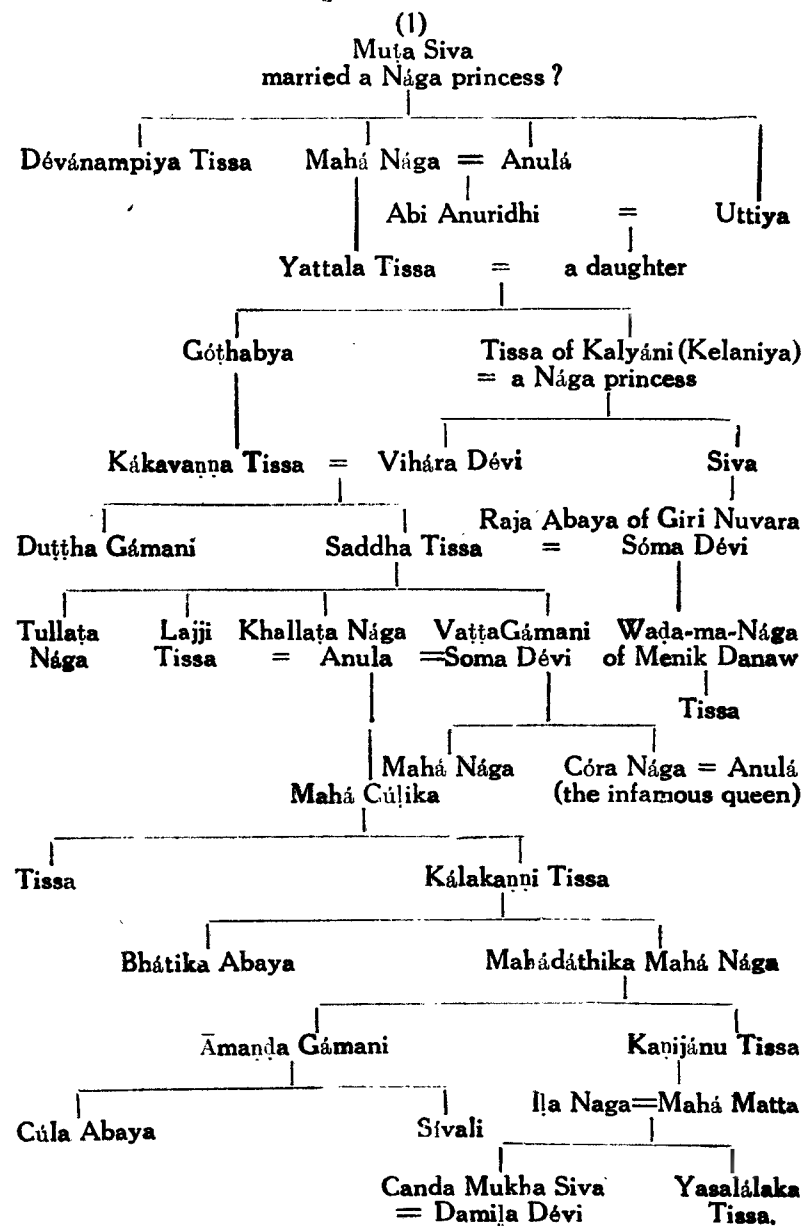 (1)
Muṭa Siva
married a Nága princess ?
Dévánampiya Tissa Mahá Nága = Anulá
Abi Anuridhi = Uttiya
Yattala Tissa = a daughter
Góṭhabya Tissa of Kalyáni (Kelaniya)
= a Nága princess
Kákavaṇṇa Tissa = Vihára Dévi Siva
Raja Abaya of Giri Nuvara
Duṭṭha Gámani Saddha Tissa = Sóma Dévi
Tullaṭa Lajji Khallaṭa Nága VaṭṭaGámani Waḍa-ma-Nága
Nága Tissa = Anula =Soma Dévi of Menik Danaw
Tissa
Mahá Nága Córa Nága = Anulá
Mahá Cúḷika (the infamous queen)
Tissa Kálakaṇṇi Tissa
Bhátika Abaya Mahádáthika Mahá Nága
Āmaṇḍa Gámani Kaṇijánu Tissa
Iḷa Naga=Mahá Matta
Cúla Abaya Sívali
Canda Mukha Siva Yasalálaka
= Damiḷa Dévi Tissa.